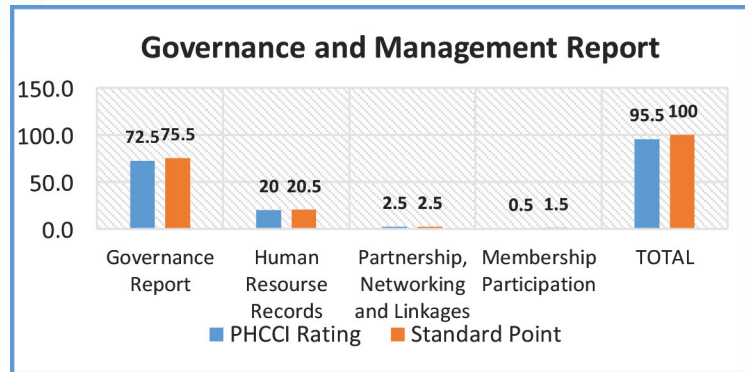 Governance and Management Report
150.0
100.0
50.0
0.0
72.5 75.5
20 20.5
2.5 2.5
0.5 1.5
95.5 100
Governance
Report
Human
Resourse
Records
Partnership,
Networking
and Linkages
Membership
Participation
TOTAL
PHCCI Rating
Standard Point